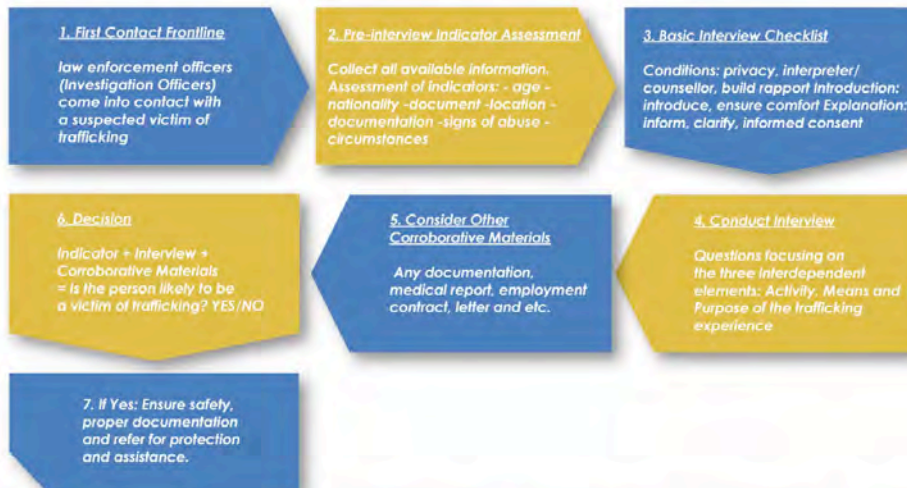 1. First Contact Frontline
law enforcement officers
(Investigation Officers)
come into contact with
a suspected victim of
trafficking
2. Pre-interview Indicator Assessment
Collect all available information.
Assessment of indicators: - age -
nationality -document -location -
documentation -signs of abuse -
circumstances
3. Basic Interview Checklist
Conditions: privacy, interpreter/
counsellor, build rapport Introduction:
introduce, ensure comfort Explanation:
inform, clarify, informed consent
4. Conduct Interview
Questions focusing on
the three interdependent
elements: Activity, Means and
Purpose of the trafficking
experience
5. Consider Other
Corroborative Materials
Any documentation,
medical report, employment
contract, letter and etc.
6. Decision
Indicator + Interview +
Corroborative Materials
= is the person likely to be
a victim of trafficking? YES/NO
7. If Yes: Ensure safety,
proper documentation
and refer for protection
and assistance.